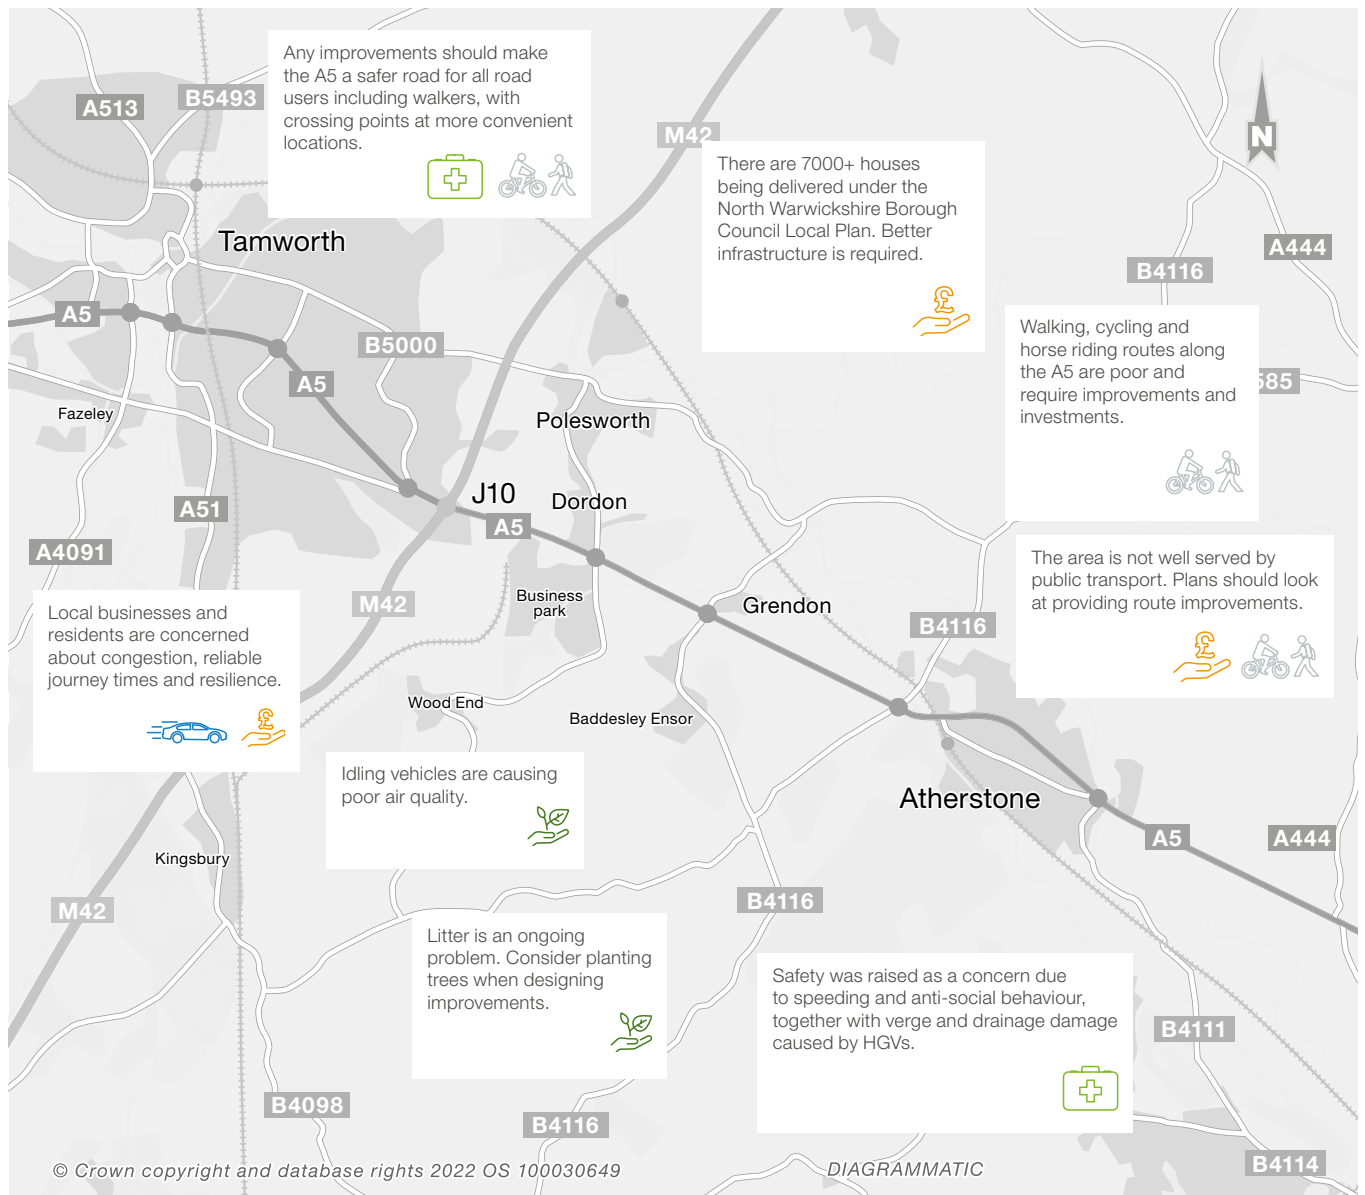 Any improvements should make
the A5 a safer road for all road
users including walkers, with
crossing points at more convenient
locations.
A513
B5493
M42
There are 7000+ houses
being delivered under the
North Warwickshire Borough
Council Local Plan. Better
infrastructure is required.
N
Tamworth
A444
B4116
A5
B5000
A5
Walking, cycling and
horse riding routes along
the A5 are poor and
require improvements and
investments.
585
Fazeley
Polesworth
J10
Dordon
A51
A5
A4091
The area is not well served by
public transport. Plans should look
at providing route improvements.
Business
park
M42
Grendon
B4116
Local businesses and
residents are concerned
about congestion, reliable
journey times and resilience.
Wood End
Baddesley Ensor
Idling vehicles are causing
poor air quality.
Atherstone
A5
A444
Kingsbury
M42
B4116
Litter is an ongoing
problem. Consider planting
trees when designing
improvements.
Safety was raised as a concern due
to speeding and anti-social behaviour,
together with verge and drainage damage
caused by HGVs.
B4111
B4098
B4116
B4114
© Crown copyright and database rights 2022 OS 100030649
DIAGRAMMATIC